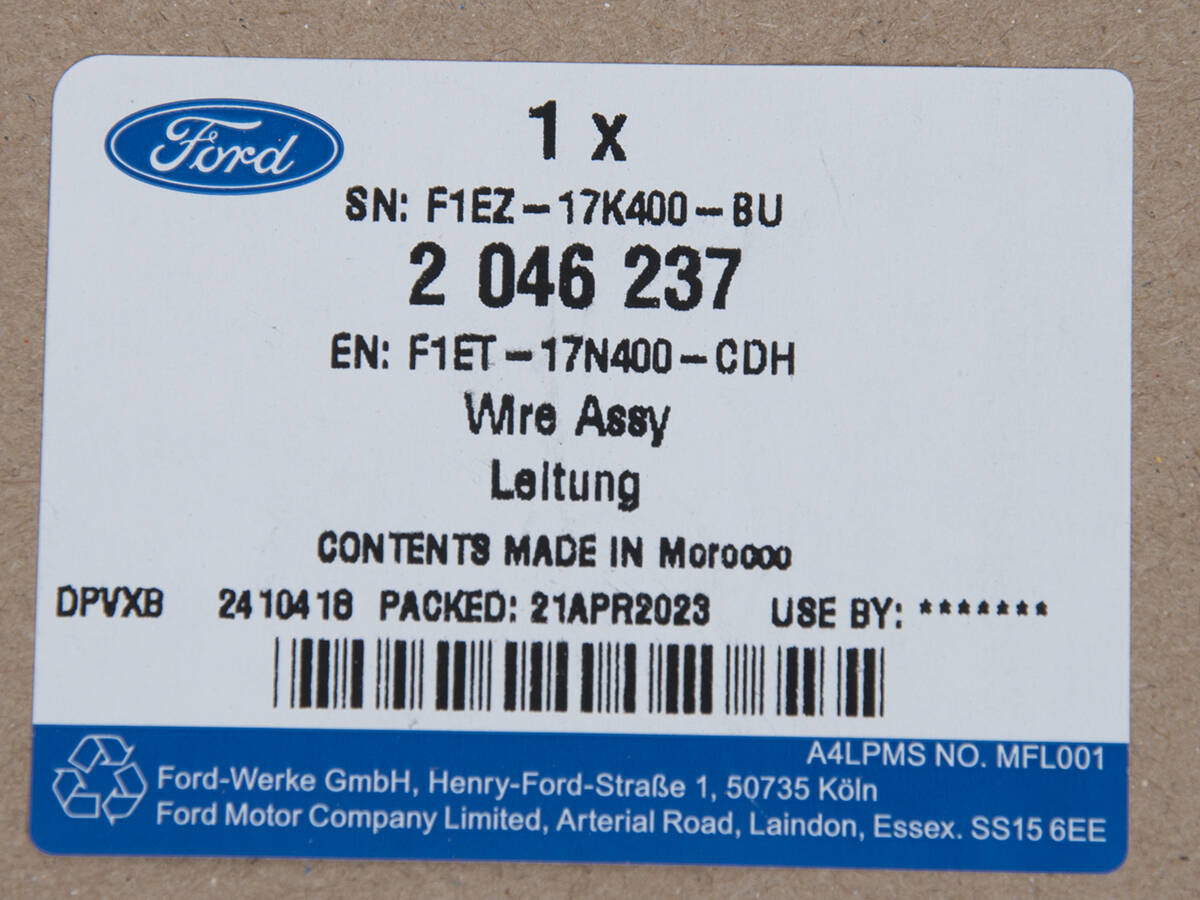 Ford
1 x
SN: F1EZ-17K400-BU
2 046 237
EN: F1ET-17N400-CDH
Wire Assy
Leitung
CONTENTS MADE IN Morocco
DPVXB 2410418 PACKED: 21APR2023 USE BY: *******
A4LPMS NO. MFL001
Ford-Werke GmbH, Henry-Ford-Straße 1, 50735 Köln
Ford Motor Company Limited, Arterial Road, Laindon, Essex. SS15 6EE